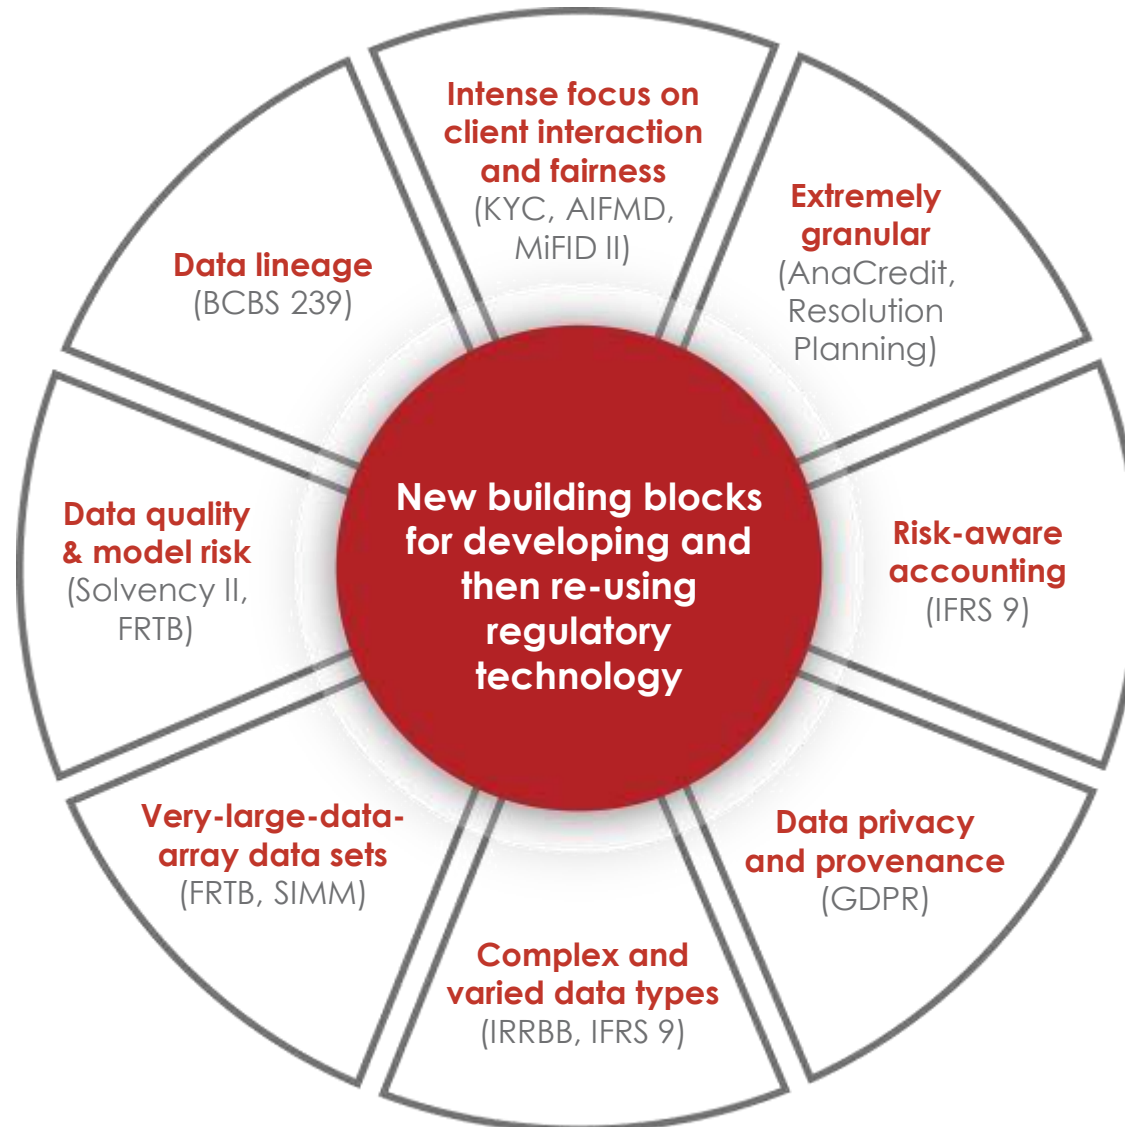 Intense focus on
client interaction
and fairness
(KYC, AIFMD,
MiFID II)
Extremely
granular
(AnaCredit,
Resolution
Planning)
Risk-aware
accounting
(IFRS 9)
Data privacy
and provenance
(GDPR)
Complex and
varied data types
(IRRBB, IFRS 9)
Very-large-data-
array data sets
(FRTB, SIMM)
Data quality
& model risk
(Solvency II,
FRTB)
Data lineage
(BCBS 239)
New building blocks
for developing and
then re-using
regulatory
technology